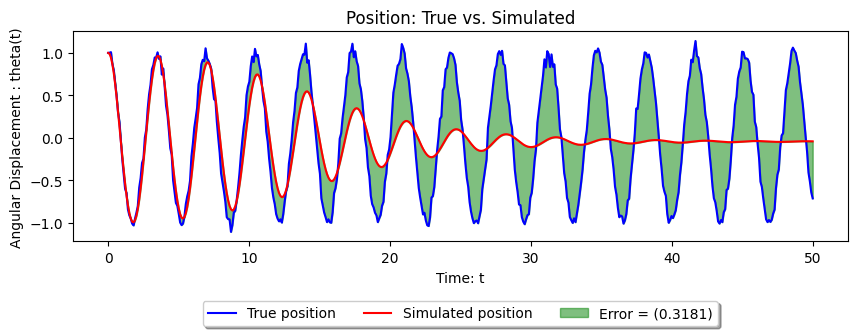 Position: True vs. Simulated
Angular Displacement : theta(t)
1.0
0.5
0.0
−0.5
−1.0
0 10 20 30 40 50
Time: t
True position Simulated position Error = (0.3181)